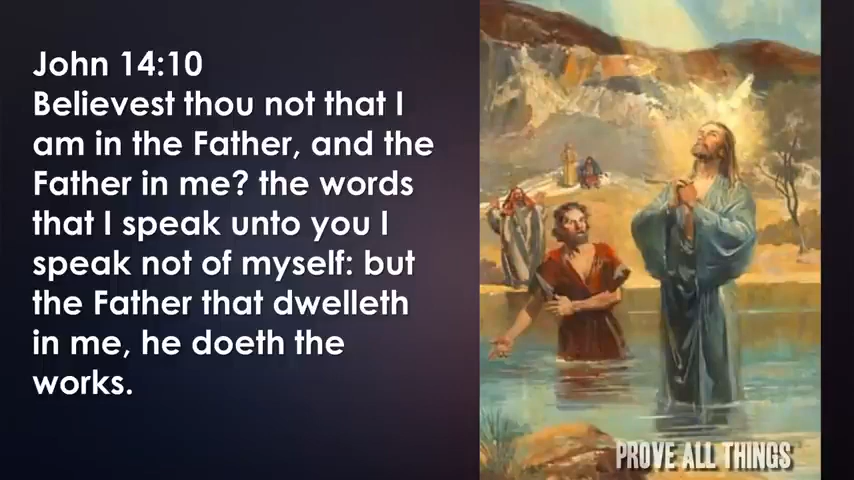 John 14:10
Believest thou not that I
am in the Father, and the
Father in me? the words
that I speak unto you I
speak not of myself: but
the Father that dwelleth
in me, he doeth the
works.
PROVE ALL THINGS